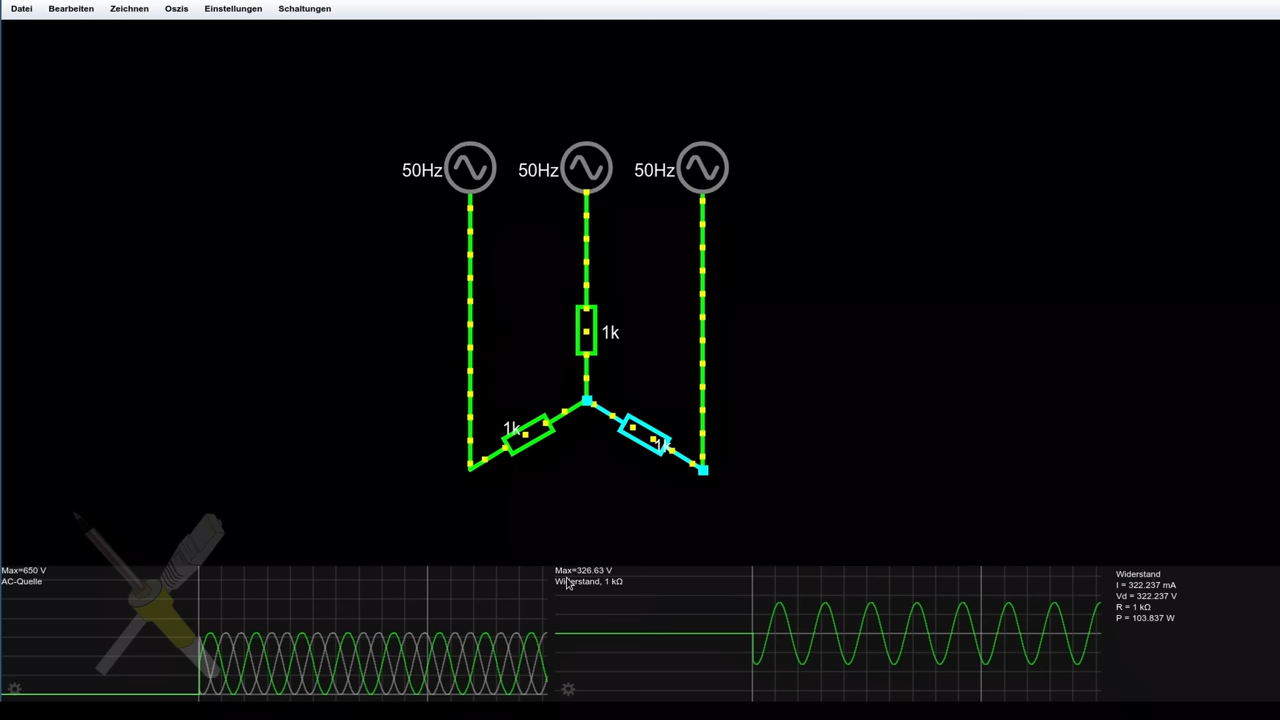 Datei Bearbeiten Zeichnen Oszis Einstellungen Schaltungen
50Hz 50Hz 50Hz
1k
1k
1k
Max=650 V
AC-Quelle
Max=326.63 V
Widerstand, 1 kΩ
Widerstand
I = 322.237 mA
Vd = 322.237 V
R = 1 kΩ
P = 103.837 W